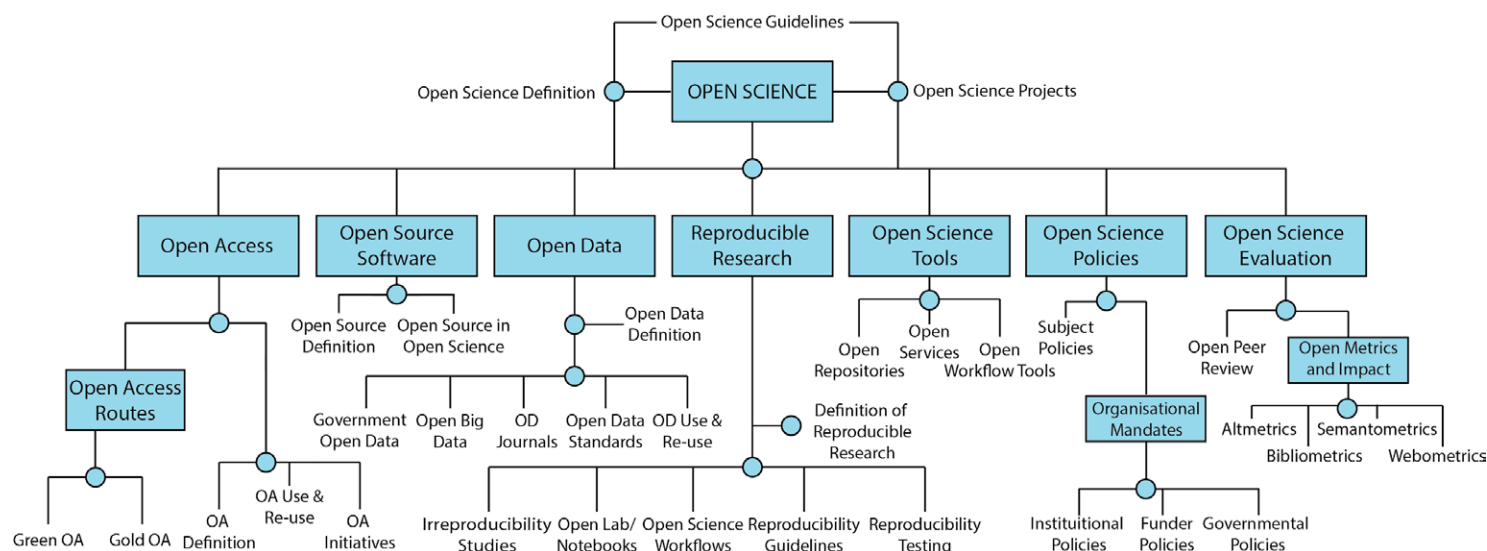 Open Science Guidelines
Open Science Definition
OPEN SCIENCE
Open Science Projects
Open Access
Open Source
Software
Open Data
Reproducible
Research
Open Science
Tools
Open Science
Policies
Open Science
Evaluation
Open Source
Definition
Open Source in
Open Science
Open Data
Definition
Open
Repositories
Open
Services
Open
Workflow Tools
Subject
Policies
Open Peer
Review
Open Metrics
and Impact
Open Access
Routes
Government
Open Data
Open Big
Data
OD
Journals
Open Data
Standards
OD Use &
Re-use
Definition of
Reproducible
Research
Organisational
Mandates
Altmetrics
Bibliometrics
Semantometrics
Webometrics
Green OA
Gold OA
OA
Definition
OA Use &
Re-use
OA
Initiatives
Irreproducibility
Studies
Open Lab/
Notebooks
Open Science
Workflows
Reproducibility
Guidelines
Reproducibility
Testing
Instituitional
Policies
Funder
Policies
Governmental
Policies